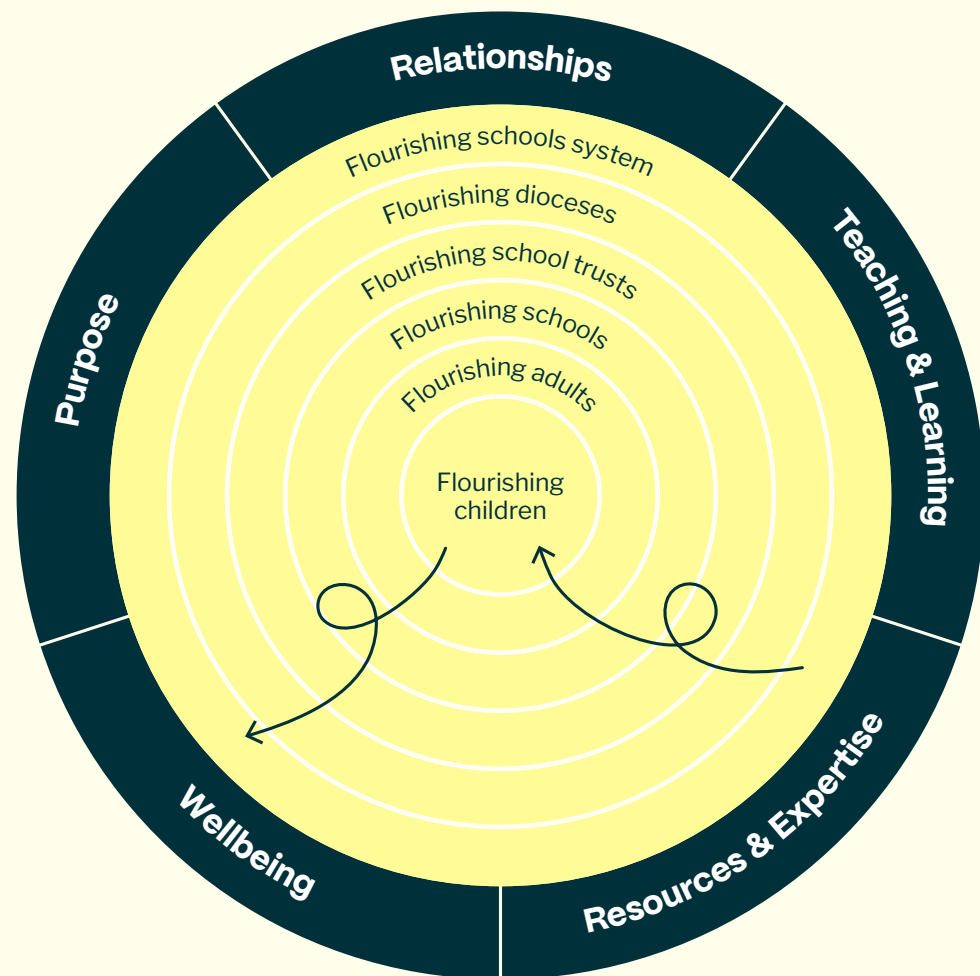 Relationships
Flourishing schools system
Flourishing dioceses
Flourishing school trusts
Flourishing schools
Flourishing adults
Flourishing
children
Purpose
Teaching & Learning
Wellbeing
Resources & Expertise